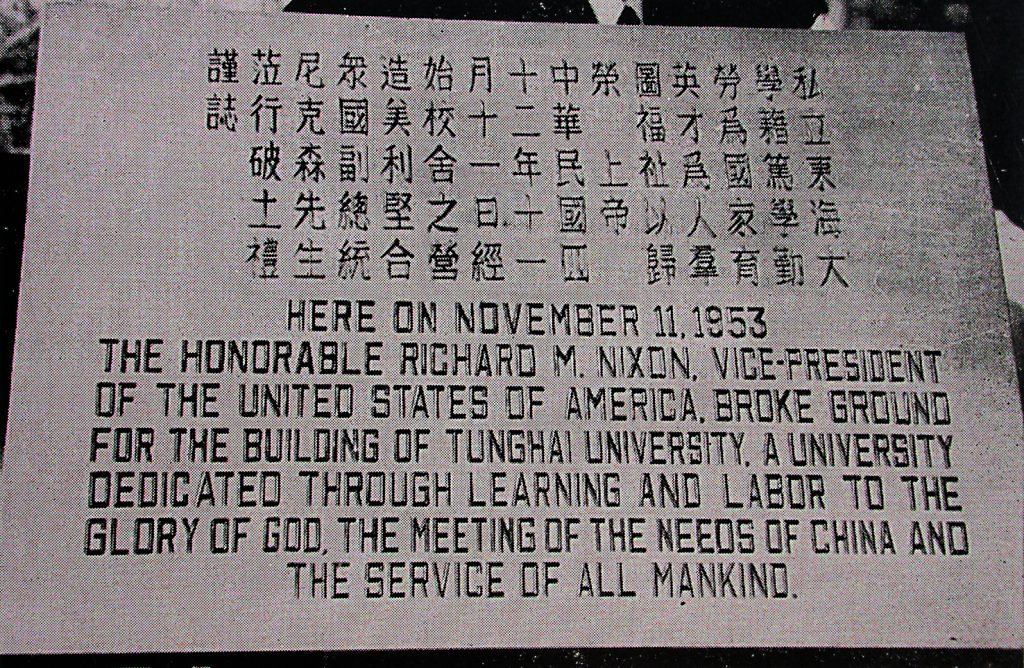 私立東海大
學籍篤學勤
勞爲國家育
英才爲人羣
圖福祉以歸
榮 上帝
中華民國四
十二年十一
月十一日經
始校舍之營
造美利堅合
衆國副總統
尼克森先生
蒞行破土禮
謹誌
HERE ON NOVEMBER 11, 1953
THE HONORABLE RICHARD M. NIXON, VICE-PRESIDENT
OF THE UNITED STATES OF AMERICA, BROKE GROUND
FOR THE BUILDING OF TUNGHAI UNIVERSITY, A UNIVERSITY
DEDICATED THROUGH LEARNING AND LABOR TO THE
GLORY OF GOD, THE MEETING OF THE NEEDS OF CHINA AND
THE SERVICE OF ALL MANKIND.